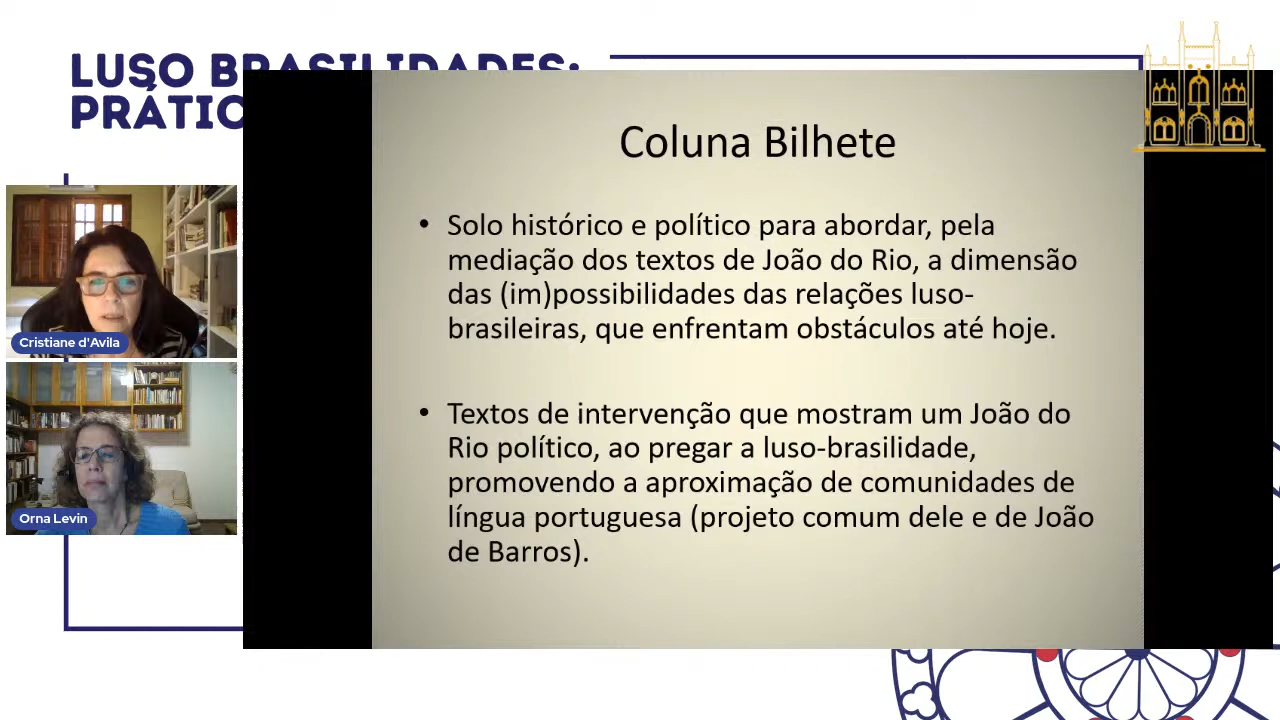 LUSO BRASILIDADES:
PRÁTIC
Coluna Bilhete
• Solo histórico e político para abordar, pela
mediação dos textos de João do Rio, a dimensão
das (im)possibilidades das relações luso-
brasileiras, que enfrentam obstáculos até hoje.
• Textos de intervenção que mostram um João do
Rio político, ao pregar a luso-brasilidade,
promovendo a aproximação de comunidades de
língua portuguesa (projeto comum dele e de João
de Barros).
Cristiane d'Avila
Orna Levin